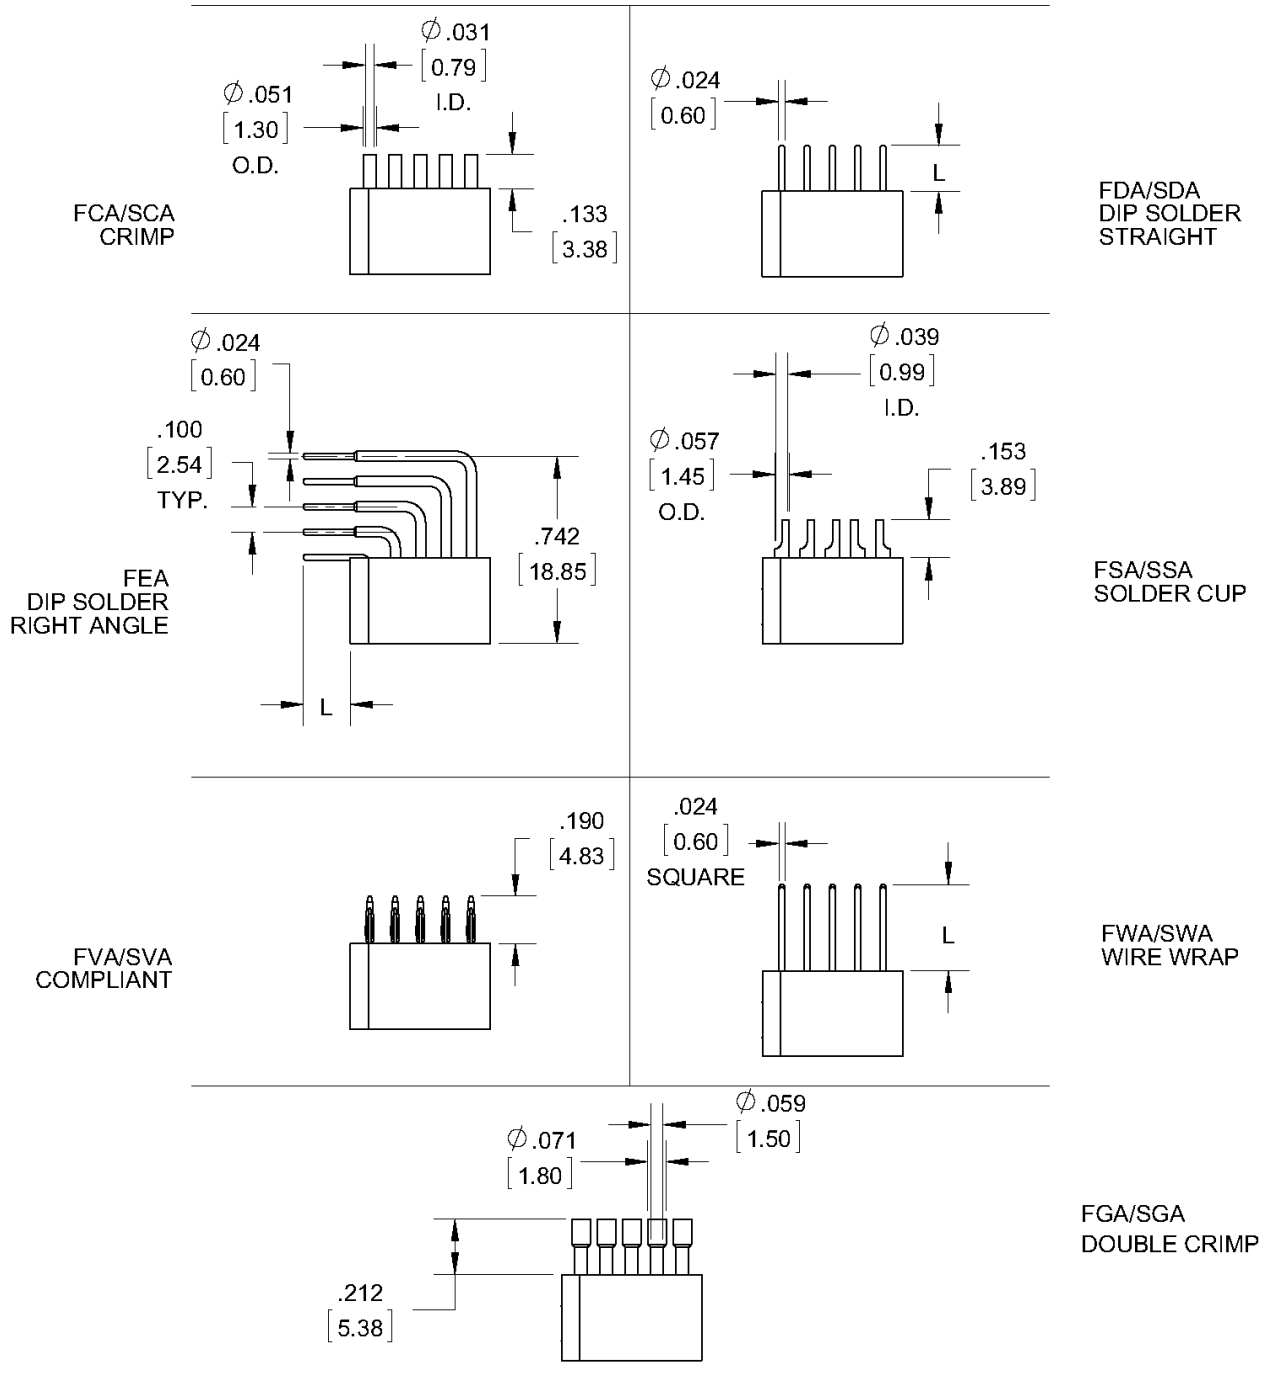 FCA/SCA
CRIMP
⌀.031
[0.79]
I.D.
⌀.051
[1.30]
O.D.
.133
[3.38]
⌀.024
[0.60]
L
FDA/SDA
DIP SOLDER
STRAIGHT
⌀.024
[0.60]
.100
[2.54]
TYP.
.742
[18.85]
L
FEA
DIP SOLDER
RIGHT ANGLE
⌀.039
[0.99]
I.D.
⌀.057
[1.45]
O.D.
.153
[3.89]
FSA/SSA
SOLDER CUP
.190
[4.83]
FVA/SVA
COMPLIANT
.024
[0.60]
SQUARE
L
FWA/SWA
WIRE WRAP
⌀.059
[1.50]
⌀.071
[1.80]
.212
[5.38]
FGA/SGA
DOUBLE CRIMP